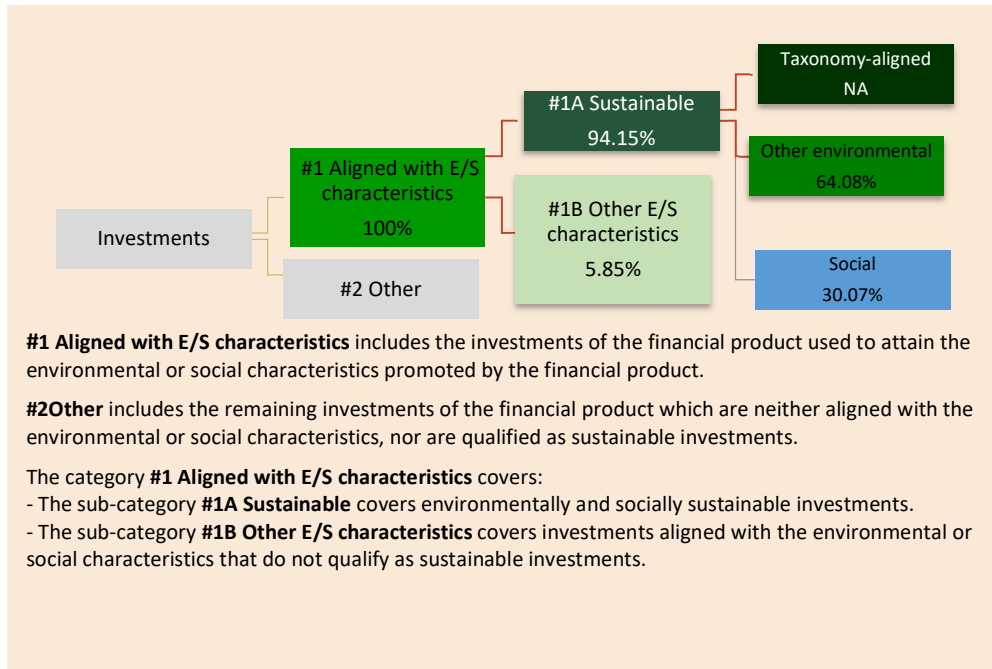 Taxonomy-aligned
NA
#1A Sustainable
94.15%
Other environmental
64.08%
#1 Aligned with E/S
characteristics
100%
#1B Other E/S
characteristics
5.85%
Investments
#2 Other
Social
30.07%
#1 Aligned with E/S characteristics includes the investments of the financial product used to attain the
environmental or social characteristics promoted by the financial product.
#2Other includes the remaining investments of the financial product which are neither aligned with the
environmental or social characteristics, nor are qualified as sustainable investments.
The category #1 Aligned with E/S characteristics covers:
- The sub-category #1A Sustainable covers environmentally and socially sustainable investments.
- The sub-category #1B Other E/S characteristics covers investments aligned with the environmental or
social characteristics that do not qualify as sustainable investments.